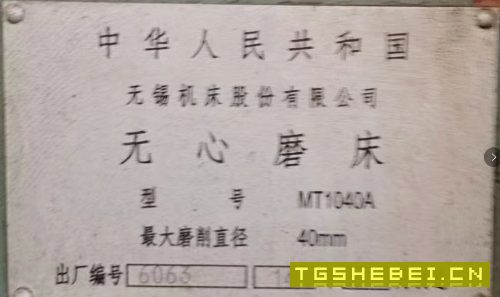 中华人民共和国
无锡机床股份有限公司
无心磨床
型号 MT1040A
最大磨削直径 40mm
出厂编号 6063
TGSHEBEI.CN